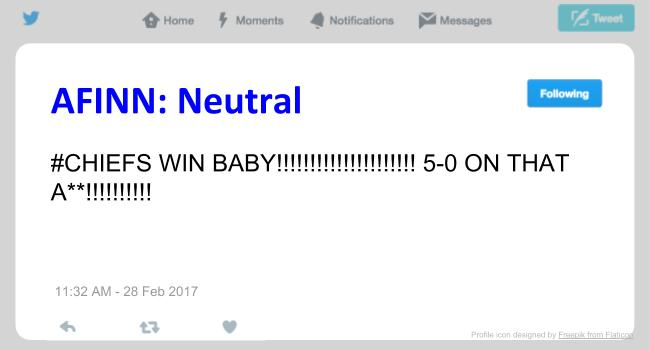 Home Moments Notifications Messages Tweet
AFINN: Neutral
Following
#CHIEFS WIN BABY!!!!!!!!!!!!!!!!!!!!! 5-0 ON THAT
A**!!!!!!!!!!
11:32 AM - 28 Feb 2017
Profile icon designed by Freepik from Flaticon